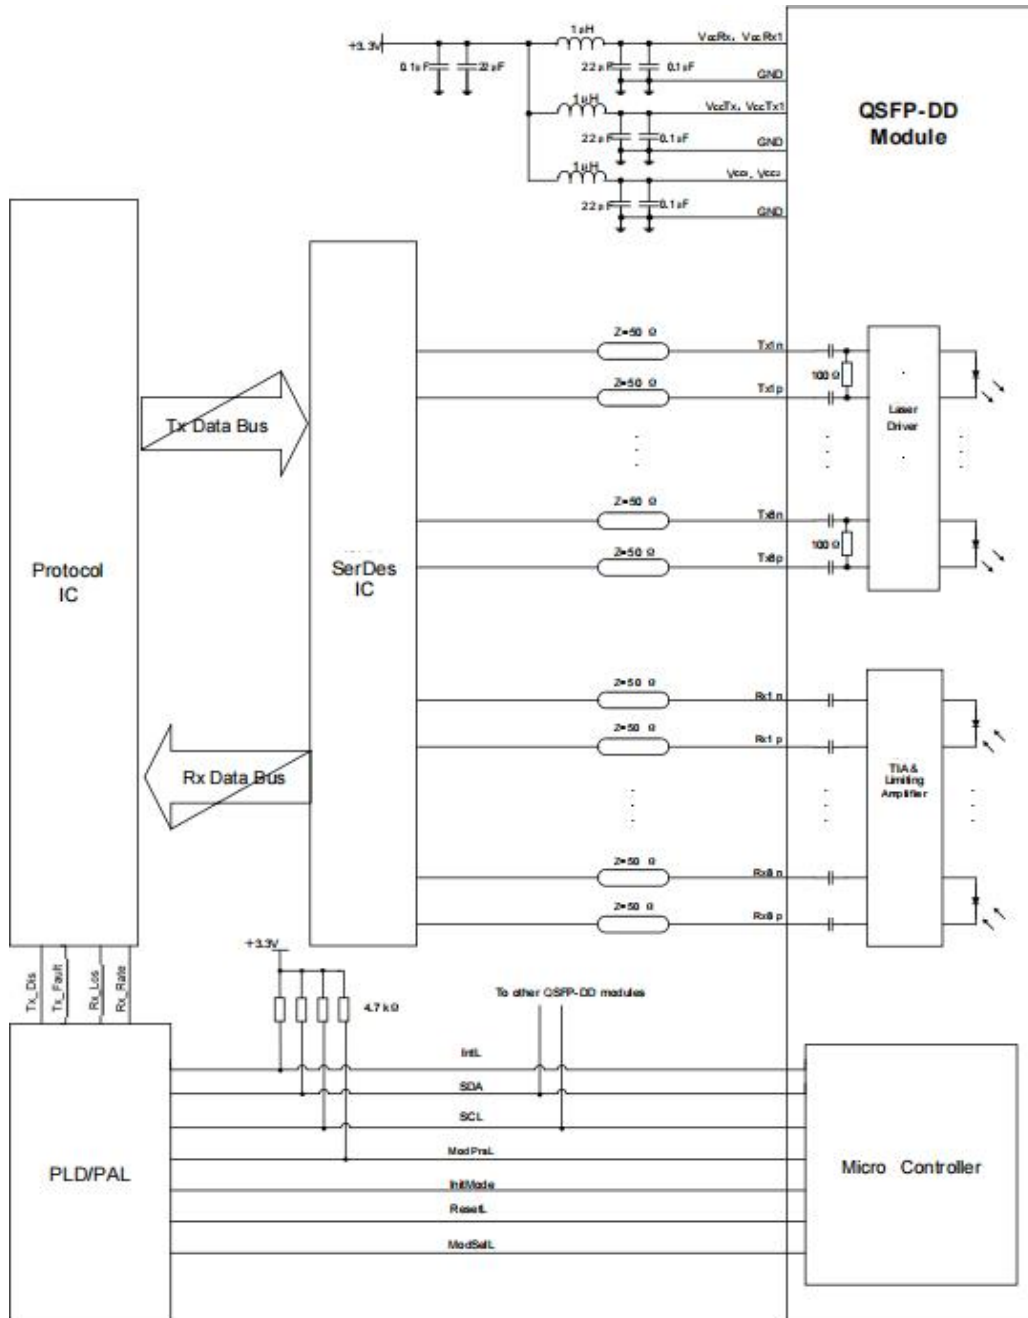 1uH
+3.3V
VccRx, VccRx1
0.1uF
22uF
22uF
0.1uF
GND
QSFP-DD
Module
1uH
VccTx, VccTx1
22uF
0.1uF
GND
1uH
22uF
0.1uF
GND
Z=50 Ω
Tx1n
100Ω
Z=50 Ω
Tx1p
Laser
Driver
Tx Data Bus
Z=50 Ω
Tx8n
100Ω
Z=50 Ω
Tx8p
Protocol
IC
SerDes
IC
Z=50 Ω
Rx1n
Z=50 Ω
Rx1p
TIA &
Limiting
Amplifier
Rx Data Bus
Z=50 Ω
Rx8n
Z=50 Ω
Rx8p
+3.3V
Tx_Dis
Tx_Fault
Rx_Los
Rx_Rate
4.7kΩ
To other QSFP-DD modules
IntL
SDA
SCL
ModPrsL
InitMode
ResetL
ModSelL
PLD/PAL
Micro Controller